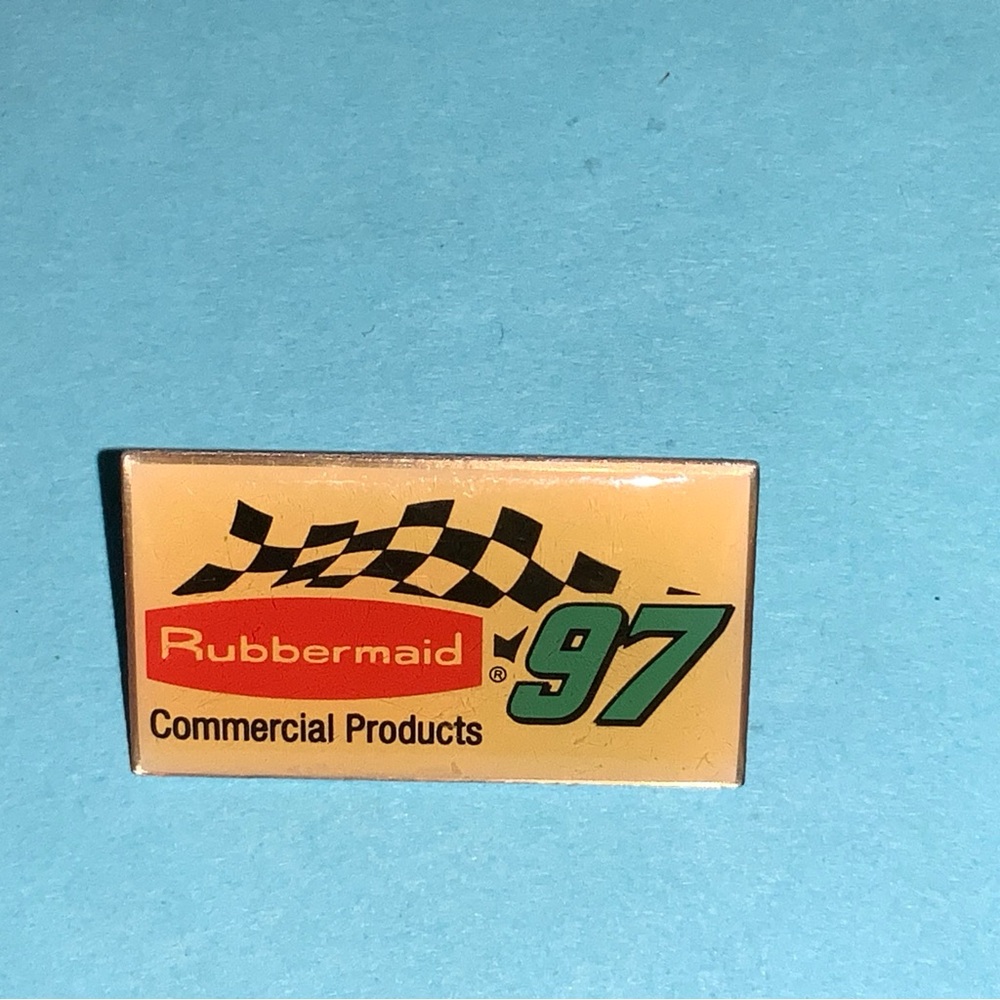 Rubbermaid ®
97
Commercial Products